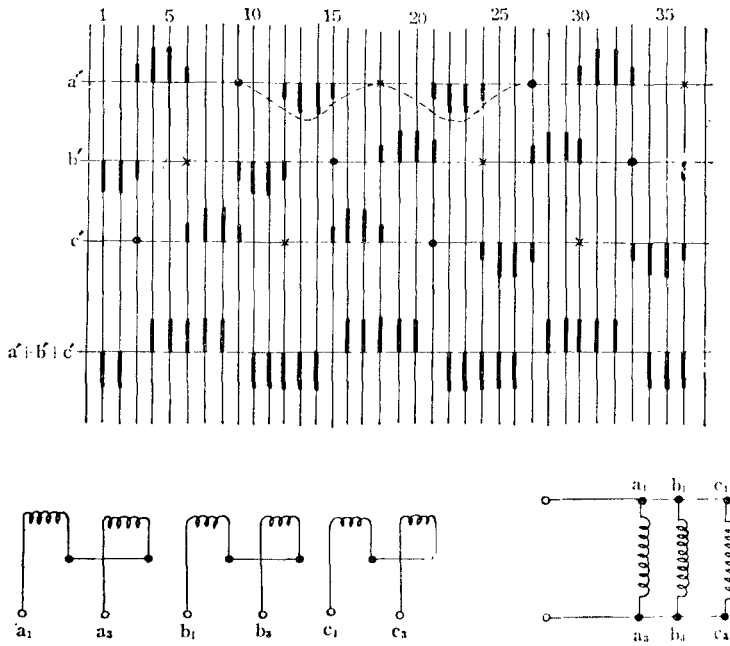 1 5 10 15 20 25 30 35
a′
b′
c′
a′+b′+c′
a₁ b₁ c₁
a₁ a₃ b₁ b₃ c₁ c₃
a₃ b₃ c₃